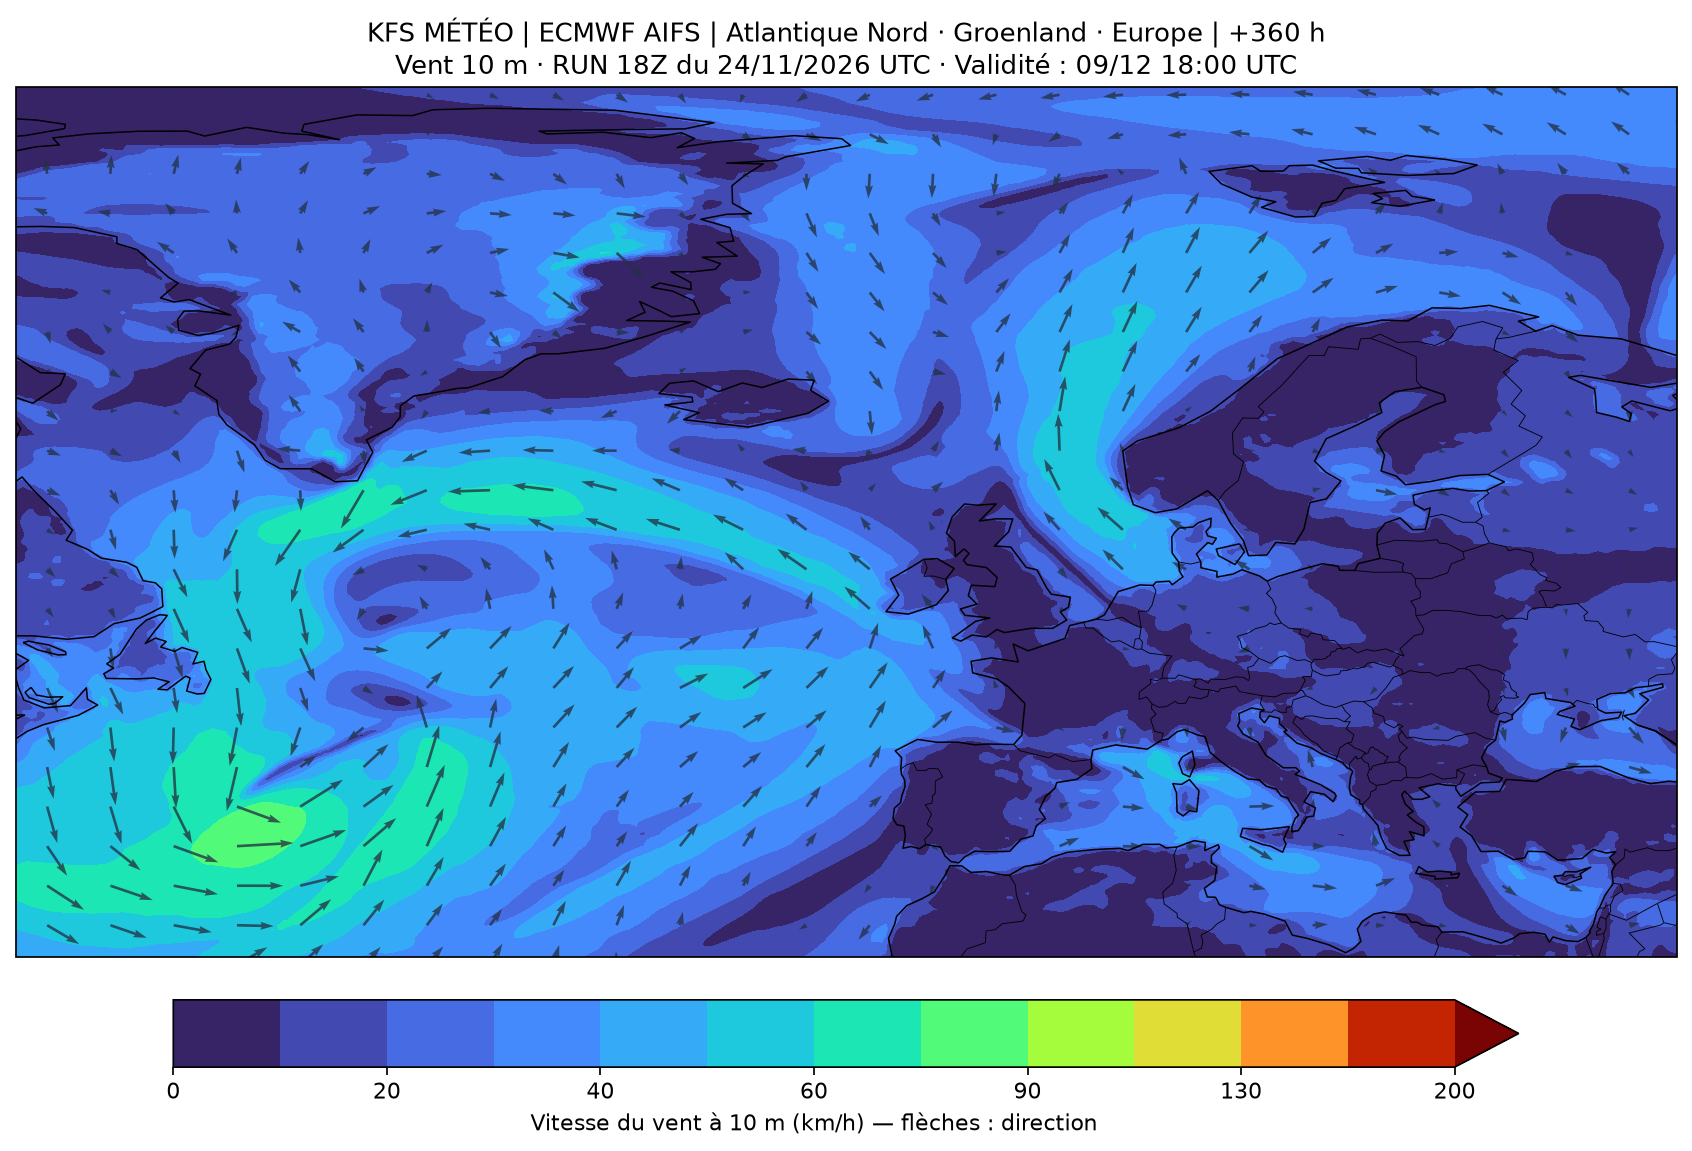 KFS MÉTÉO | ECMWF AIFS | Atlantique Nord · Groenland · Europe | +360 h
Vent 10 m · RUN 18Z du 24/11/2026 UTC · Validité : 09/12 18:00 UTC
0 20 40 60 90 130 200
Vitesse du vent à 10 m (km/h) — flèches : direction